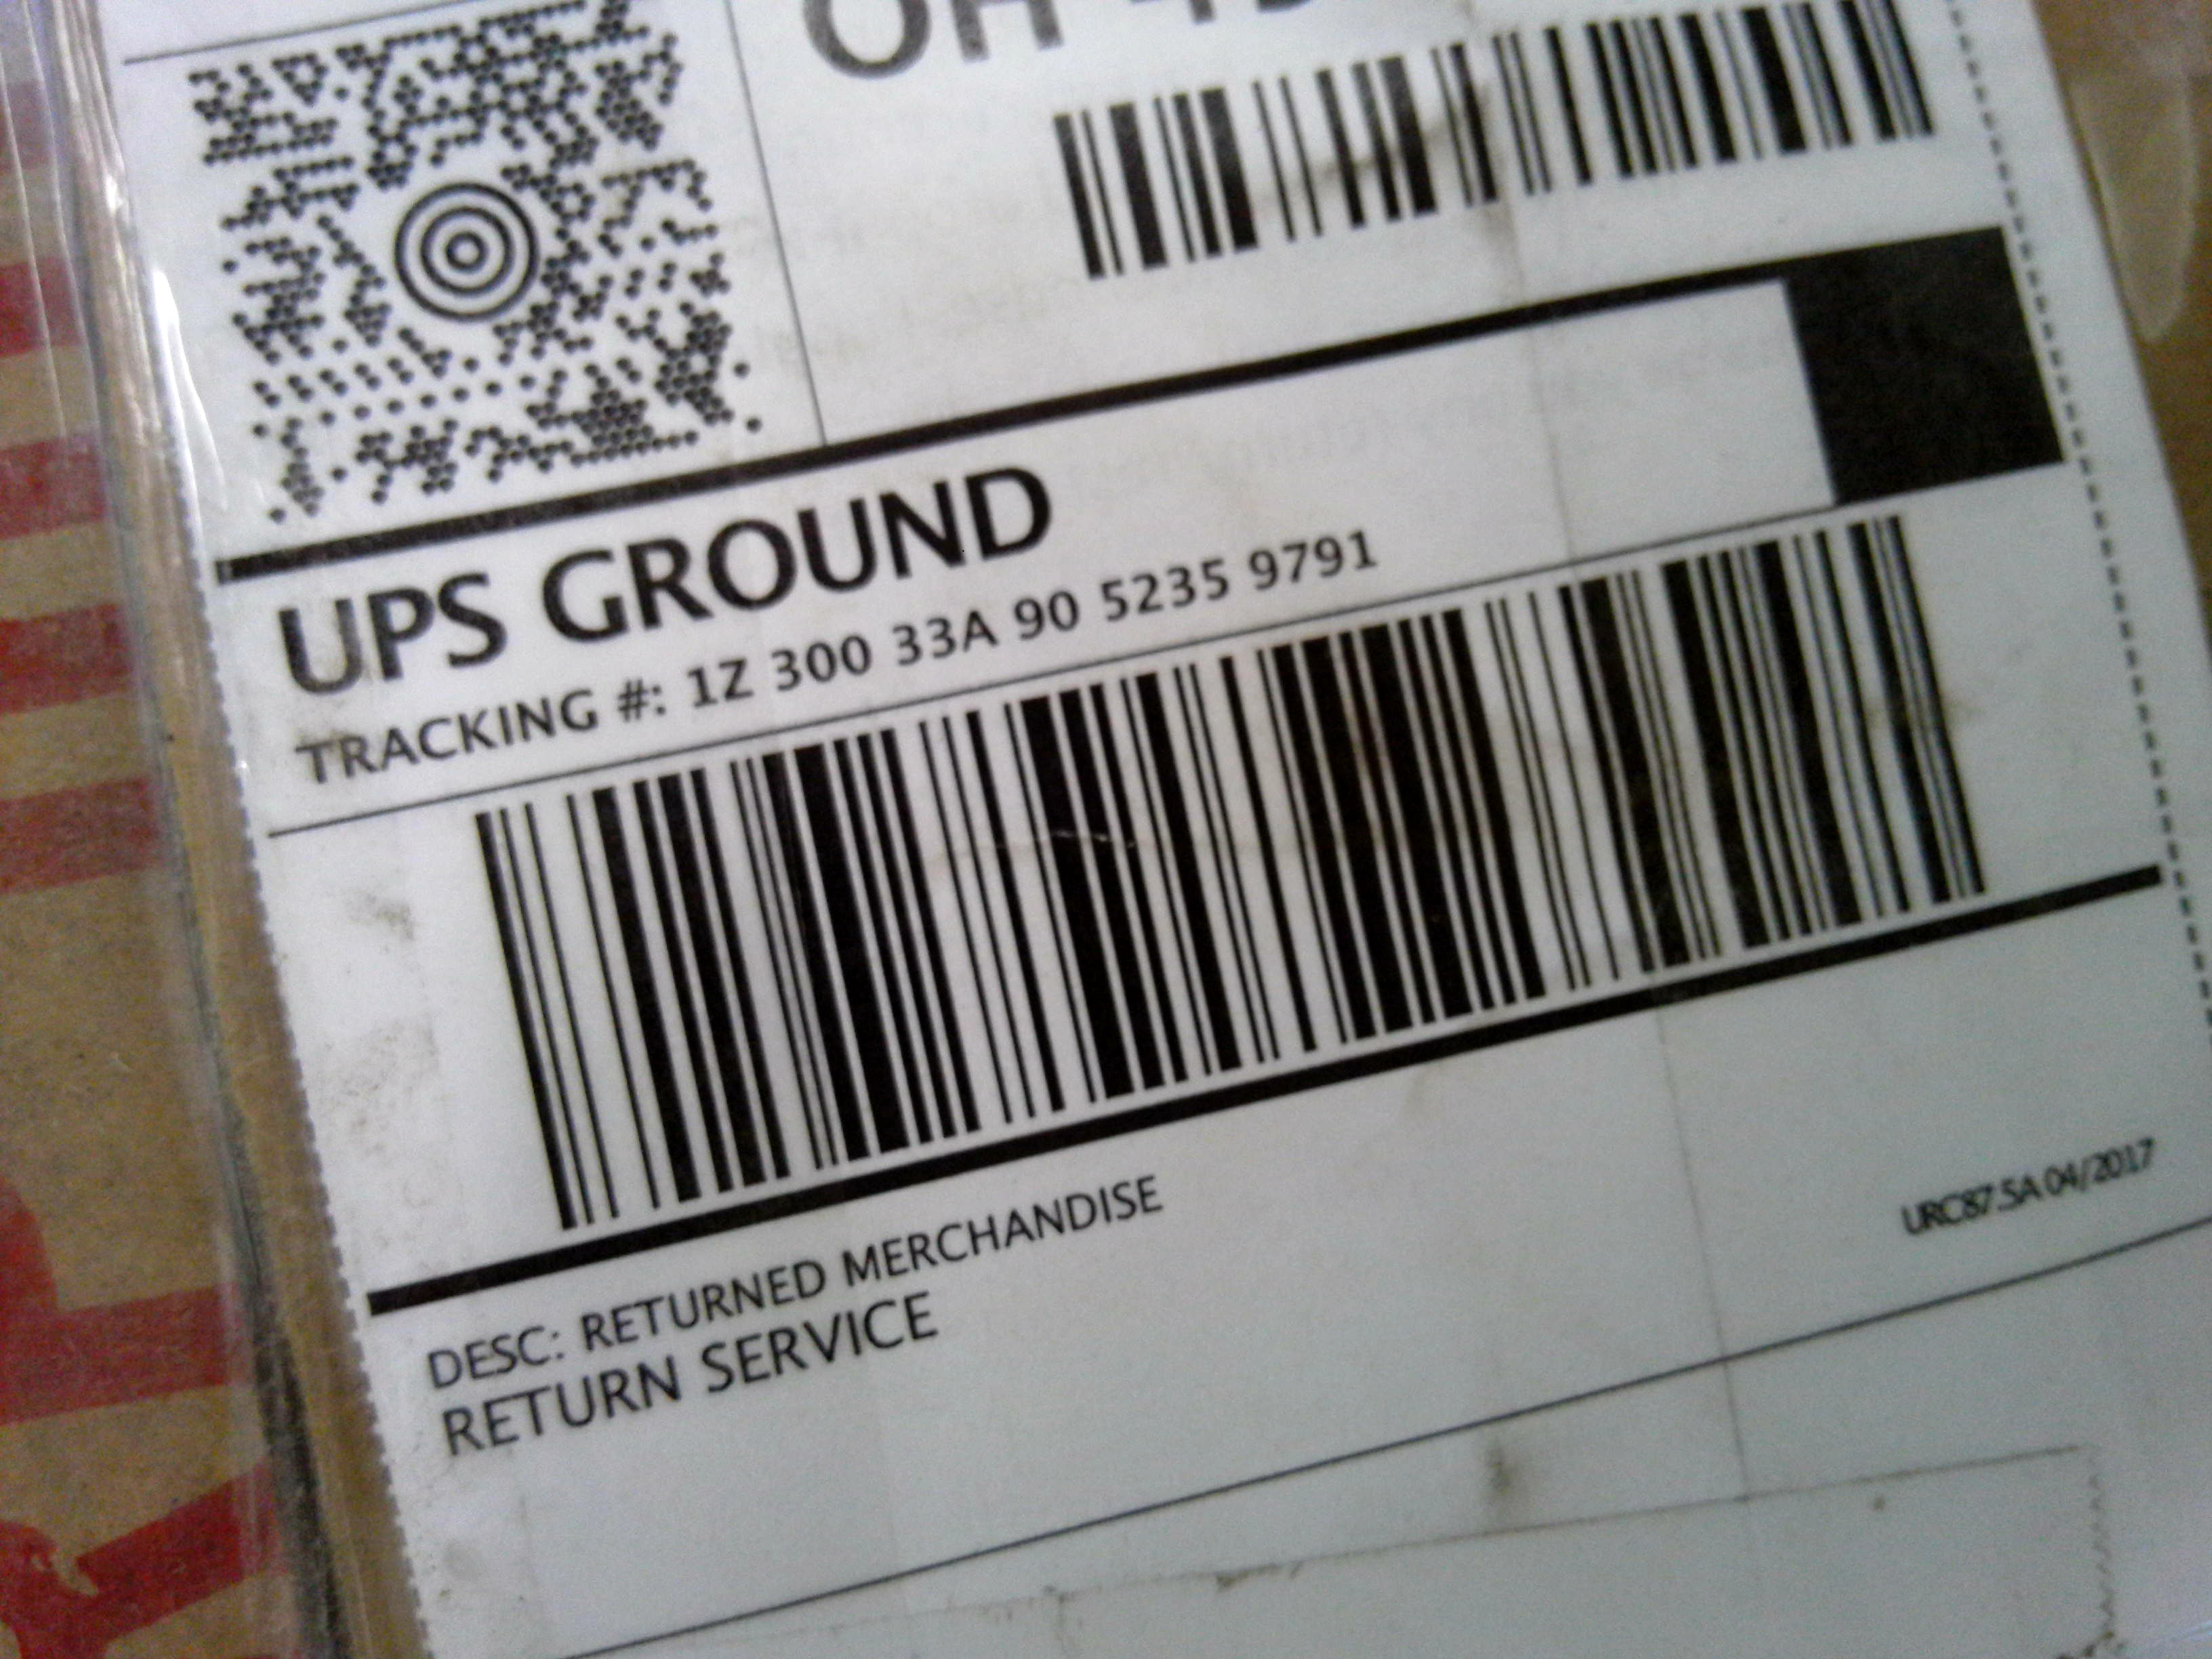 UPS GROUND
TRACKING #: 1Z 300 33A 90 5235 9791
DESC: RETURNED MERCHANDISE
RETURN SERVICE
URC87.5A 04/2017